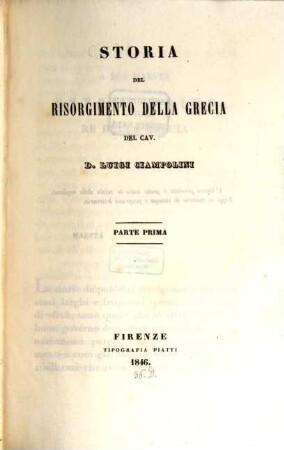 STORIA
DEL
RISORGIMENTO DELLA GRECIA
DEL CAV.
D. LUIGI CIAMPOLINI
PARTE PRIMA
FIRENZE
TIPOGRAFIA PIATTI
1846.